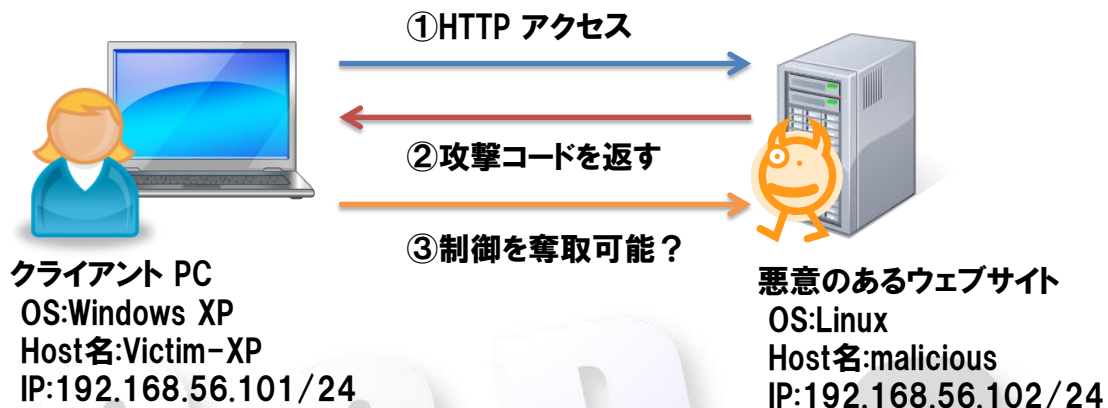 ①HTTP アクセス
②攻撃コードを返す
③制御を奪取可能？
クライアント PC
OS:Windows XP
Host名:Victim-XP
IP:192.168.56.101/24
悪意のあるウェブサイト
OS:Linux
Host名:malicious
IP:192.168.56.102/24